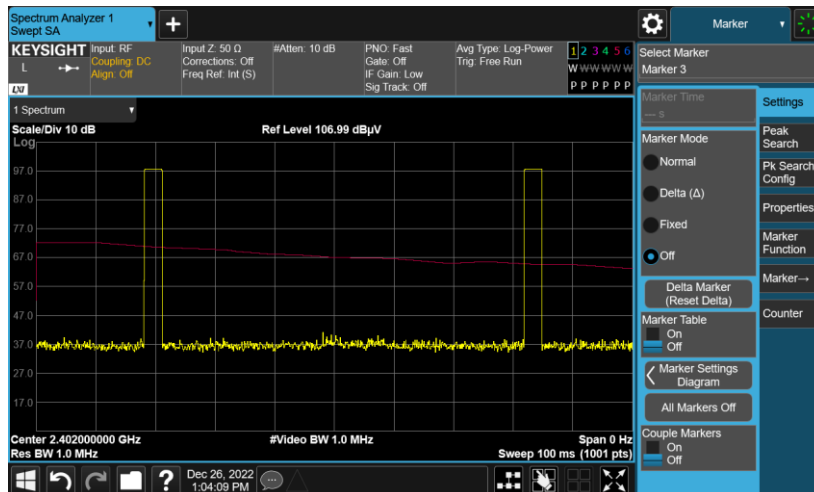 Spectrum Analyzer 1
Swept SA
+
Marker
KEYSIGHT
L
LXI
Input: RF
Coupling: DC
Align: Off
Input Z: 50 Ω
Corrections: Off
Freq Ref: Int (S)
#Atten: 10 dB
PNO: Fast
Gate: Off
IF Gain: Low
Sig Track: Off
Avg Type: Log-Power
Trig: Free Run
1 2 3 4 5 6
W W W W W W
P P P P P P
Select Marker
Marker 3
1 Spectrum
Scale/Div 10 dB
Ref Level 106.99 dBµV
Log
97.0
87.0
77.0
67.0
57.0
47.0
37.0
27.0
17.0
Center 2.402000000 GHz
#Video BW 1.0 MHz
Span 0 Hz
Res BW 1.0 MHz
Sweep 100 ms (1001 pts)
Marker Time
--- s
Marker Mode
Normal
Delta (Δ)
Fixed
Off
Delta Marker
(Reset Delta)
Marker Table
On
Off
Marker Settings
Diagram
All Markers Off
Couple Markers
On
Off
Settings
Peak
Search
Pk Search
Config
Properties
Marker
Function
Marker→
Counter
?
Dec 26, 2022
1:04:09 PM